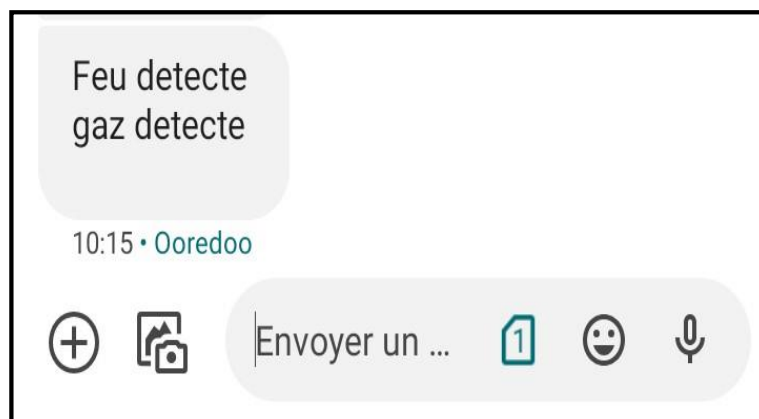 Feu detecte
gaz detecte
10:15 • Ooredoo
Envoyer un ...
1